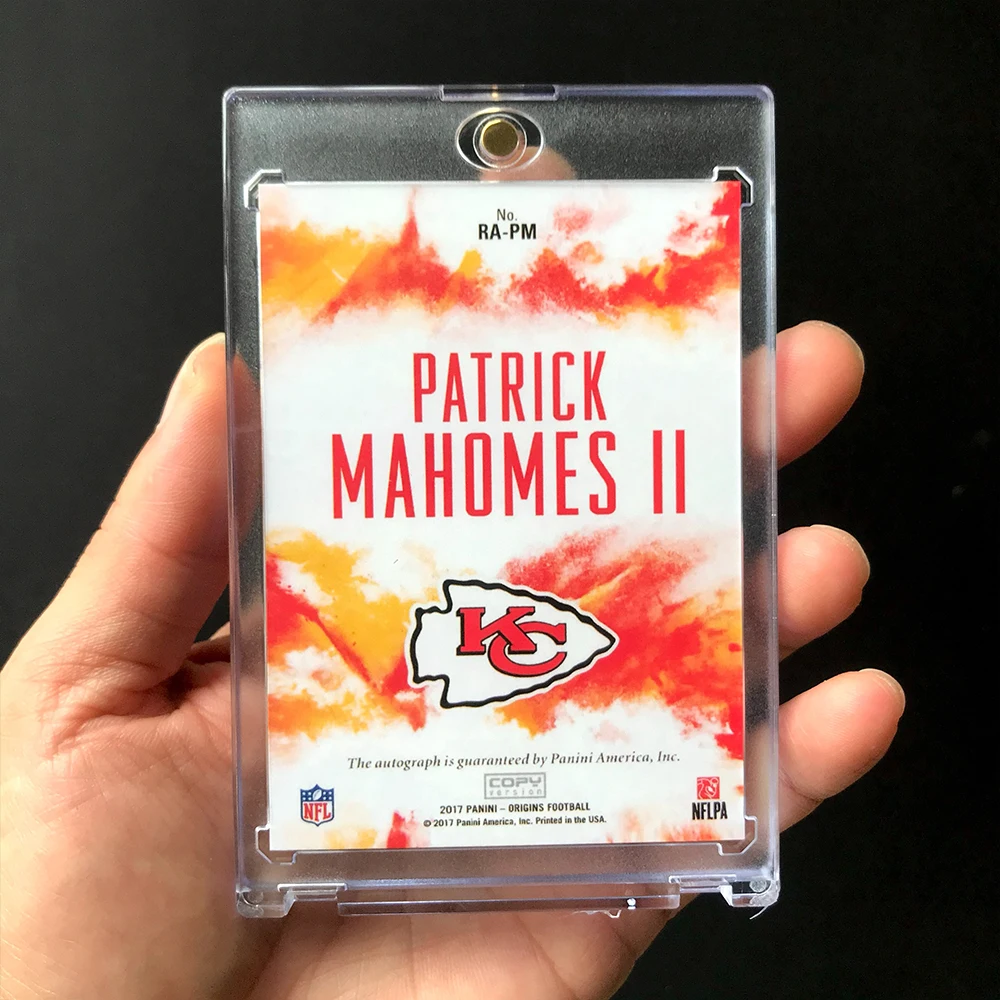 No.
RA-PM
PATRICK
MAHOMES II
KC
The autograph is guaranteed by Panini America, Inc.
COPY
version
NFL
2017 PANINI – ORIGINS FOOTBALL
© 2017 Panini America, Inc. Printed in the USA.
NFLPA